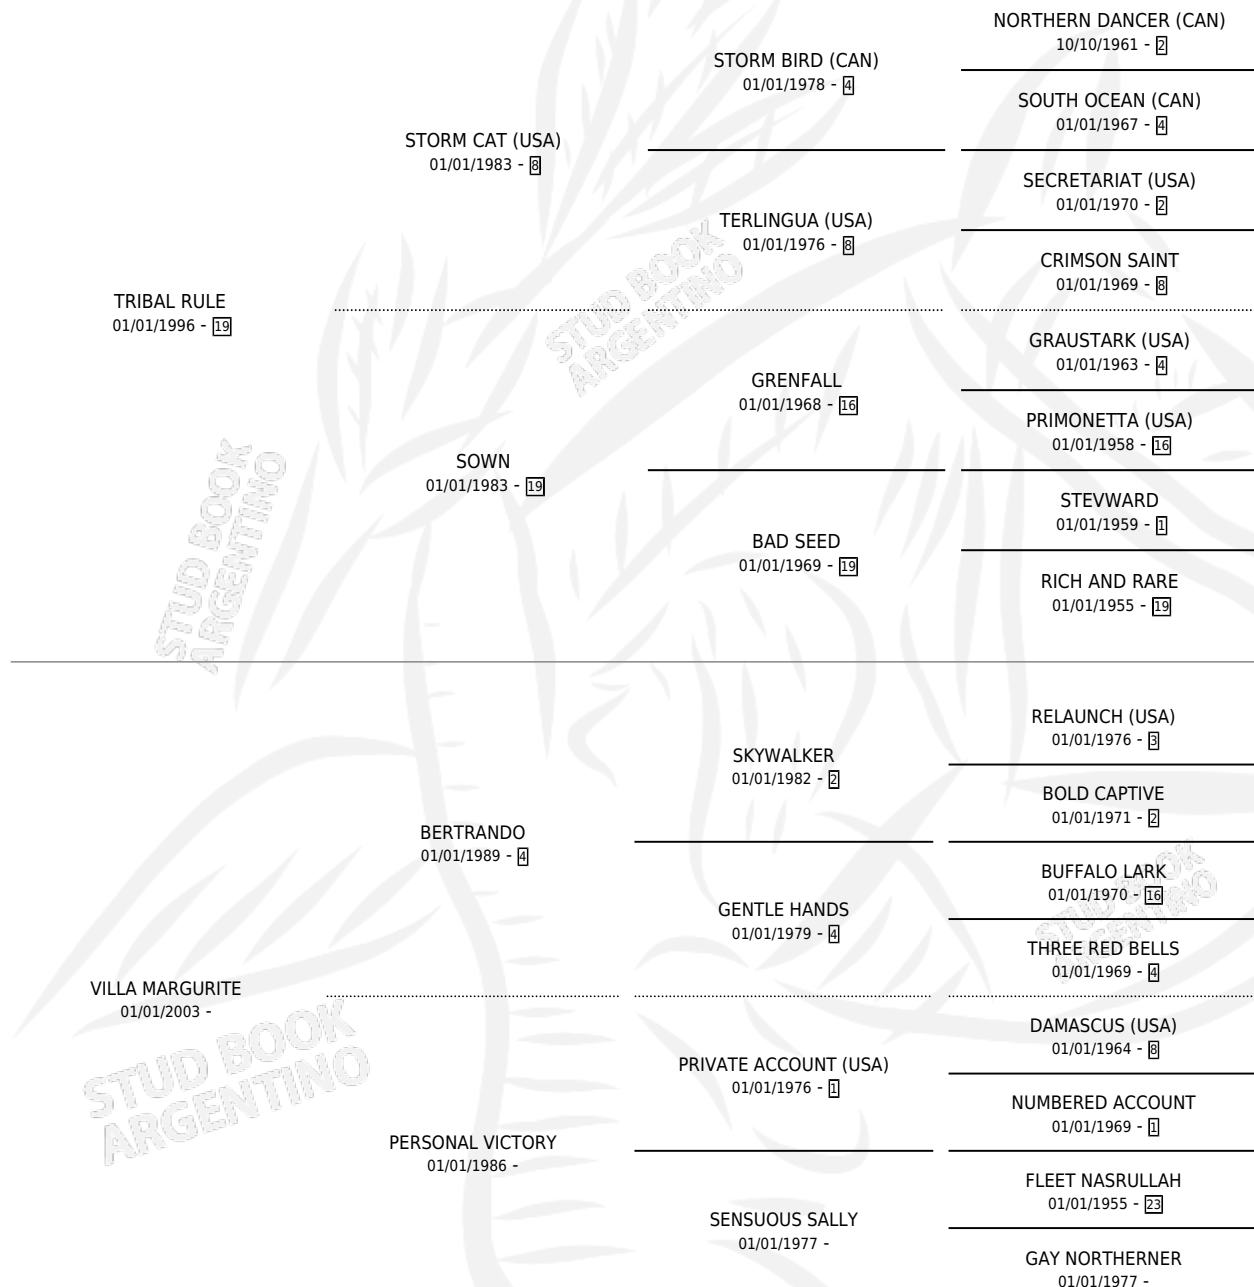 NORTHERN DANCER (CAN)
10/10/1961 - 2
STORM BIRD (CAN)
01/01/1978 - 4
SOUTH OCEAN (CAN)
01/01/1967 - 4
STORM CAT (USA)
01/01/1983 - 8
SECRETARIAT (USA)
01/01/1970 - 2
TERLINGUA (USA)
01/01/1976 - 8
CRIMSON SAINT
01/01/1969 - 8
TRIBAL RULE
01/01/1996 - 19
STUD BOOK
ARGENTINO
GRAUSTARK (USA)
01/01/1963 - 4
GRENFALL
01/01/1968 - 16
PRIMONETTA (USA)
01/01/1958 - 16
SOWN
01/01/1983 - 19
STEVWARD
01/01/1959 - 1
BAD SEED
01/01/1969 - 19
RICH AND RARE
01/01/1955 - 19
STUD BOOK
ARGENTINO
RELAUNCH (USA)
01/01/1976 - 3
SKYWALKER
01/01/1982 - 2
BOLD CAPTIVE
01/01/1971 - 2
BERTRANDO
01/01/1989 - 4
BUFFALO LARK
01/01/1970 - 16
GENTLE HANDS
01/01/1979 - 4
STUD BOOK
ARGENTINO
THREE RED BELLS
01/01/1969 - 4
VILLA MARGURITE
01/01/2003 -
DAMASCUS (USA)
01/01/1964 - 8
PRIVATE ACCOUNT (USA)
01/01/1976 - 1
NUMBERED ACCOUNT
01/01/1969 - 1
STUD BOOK
ARGENTINO
PERSONAL VICTORY
01/01/1986 -
FLEET NASRULLAH
01/01/1955 - 23
SENSUOUS SALLY
01/01/1977 -
GAY NORTHERNER
01/01/1977 -